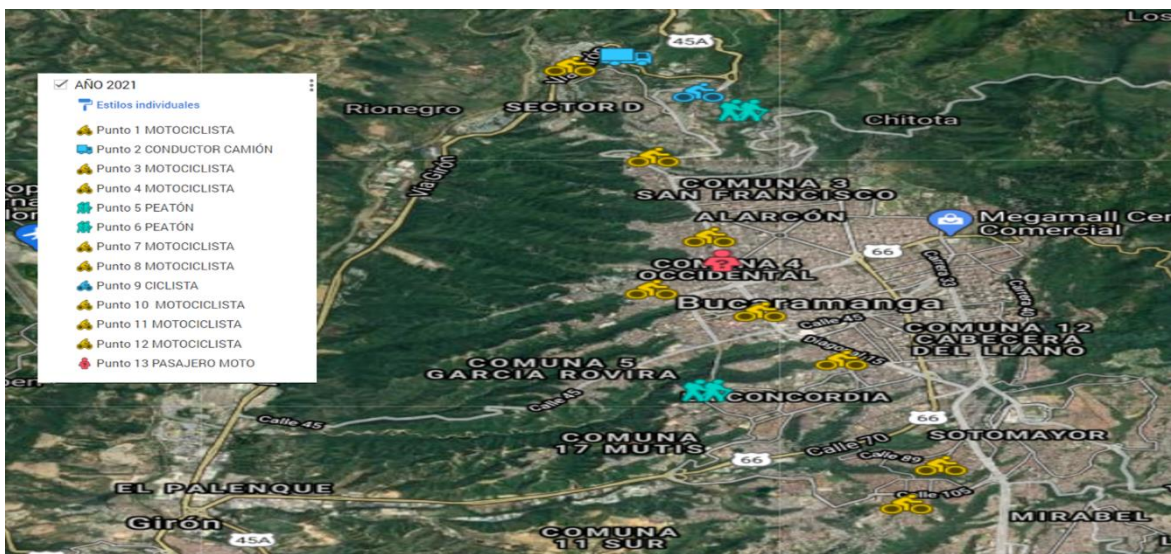 AÑO 2021
Estilos individuales
Punto 1 MOTOCICLISTA
Punto 2 CONDUCTOR CAMIÓN
Punto 3 MOTOCICLISTA
Punto 4 MOTOCICLISTA
Punto 5 PEATÓN
Punto 6 PEATÓN
Punto 7 MOTOCICLISTA
Punto 8 MOTOCICLISTA
Punto 9 CICLISTA
Punto 10 MOTOCICLISTA
Punto 11 MOTOCICLISTA
Punto 12 MOTOCICLISTA
Punto 13 PASAJERO MOTO
45A
Rionegro
SECTOR D
Chitota
Vía Girón
COMUNA 3
SAN FRANCISCO
ALARCÓN
Megamall Cen
Comercial
66
Carrera 33
OCCIDENTAL
Bucaramanga
Calle 45
COMUNA 12
CABECERA
DEL LLANO
Diagonal 15
COMUNA 5
GARCÍA ROVIRA
Calle 45
CONCORDIA
Calle 45
66
SOTOMAYOR
COMUNA
17 MUTIS
Calle 70
66
Calle 89
EL PALENQUE
Calle 105
Girón
MIRABEL
45A
COMUNA
11 SUR